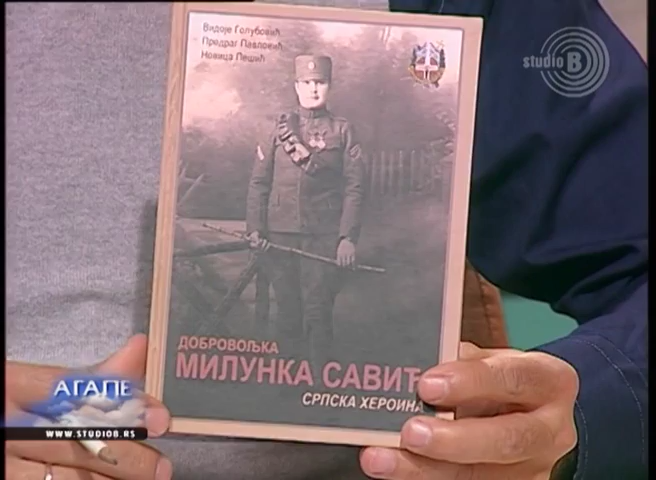 Видоје Голубовић
Предраг Павловић
Новица Пешић
studio B
ДОБРОВОЉКА
МИЛУНКА САВИЋ
СРПСКА ХЕРОИНА
АГАПЕ
WWW.STUDIOB.RS